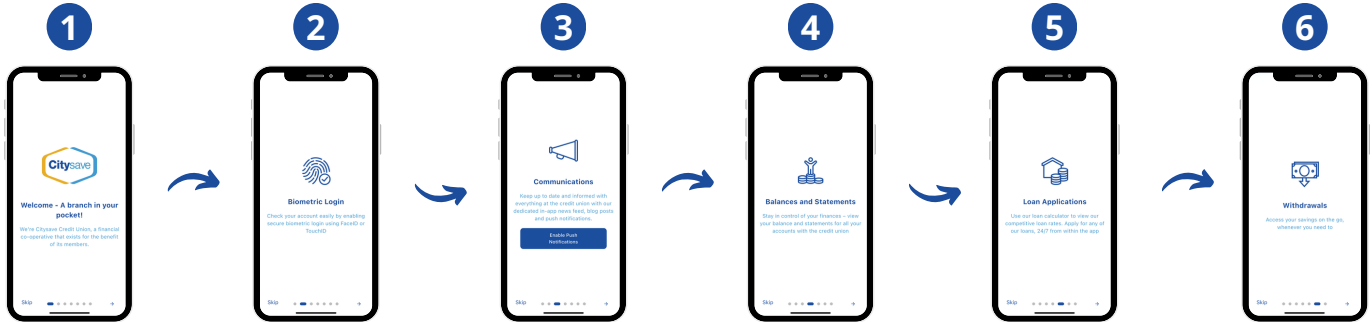 1
2
3
4
5
6
Citysave
Welcome - A branch in your
pocket!
We're Citysave Credit Union, a financial
co-operative that exists for the benefit
of its members.
Skip
Biometric Login
Check your account easily by enabling
secure biometric login using FaceID or
TouchID
Skip
Communications
Keep up to date and informed with
everything at the credit union with our
dedicated in-app news feed, blog posts
and push notifications.
Enable Push
Notifications
Skip
Balances and Statements
Stay in control of your finances – view
your balance and statements for all your
accounts with the credit union
Skip
Loan Applications
Use our loan calculator to view our
competitive loan rates. Apply for any of
our loans, 24/7 from within the app
Skip
Withdrawals
Access your savings on the go,
whenever you need to
Skip